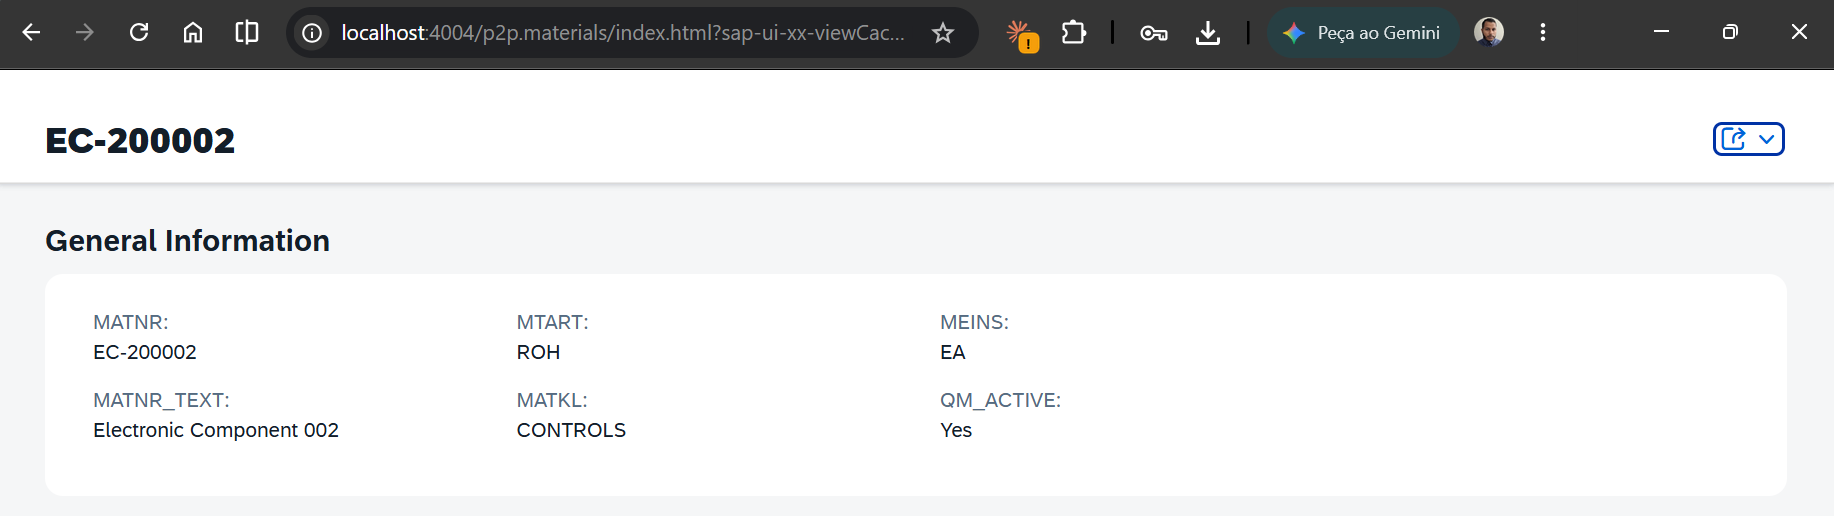 localhost:4004/p2p.materials/index.html?sap-ui-xx-viewCac...
Peça ao Gemini
EC-200002
General Information
MATNR:
MTART:
MEINS:
EC-200002
ROH
EA
MATNR_TEXT:
MATKL:
QM_ACTIVE:
Electronic Component 002
CONTROLS
Yes